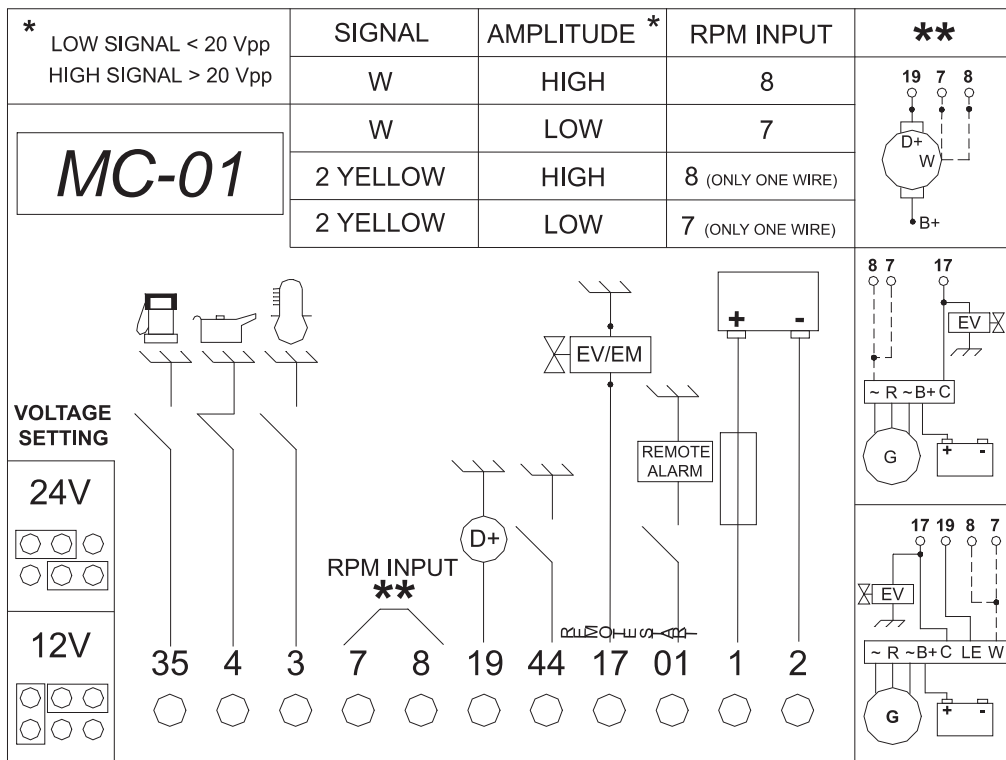 * LOW SIGNAL < 20 Vpp
HIGH SIGNAL > 20 Vpp
SIGNAL AMPLITUDE * RPM INPUT **
W HIGH 8
W LOW 7
2 YELLOW HIGH 8 (ONLY ONE WIRE)
2 YELLOW LOW 7 (ONLY ONE WIRE)
MC-01
19 7 8
D+
W
B+
8 7 17
EV
~ R ~ B+ C
G
+ -
17 19 8 7
EV
~ R ~ B+ C LE W
G
+ -
+ -
EV/EM
REMOTE
ALARM
D+
RPM INPUT
**
REMOTE START
35 4 3 7 8 19 44 17 01 1 2
VOLTAGE
SETTING
24V
12V